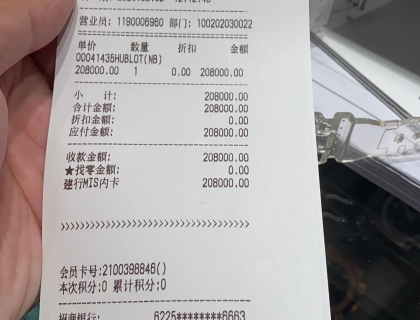 营业员: 1190006960 部门: 100202030022
单价 数量 折扣 金额
00041435HUBLOT(NB)
208000.00 1 0.00 208000.00
小 计: 208000.00
合计金额: 208000.00
折扣金额: 0.00
应付金额: 208000.00
收款金额: 208000.00
★找零金额: 0.00
建行MIS内卡 208000.00
>>>>>>>>>>>>>>>>>>>>>>>>>>>>>>>>
会员卡号:2100398846()
本次积分;0 累计积分;0
招商银行: 6225********6663